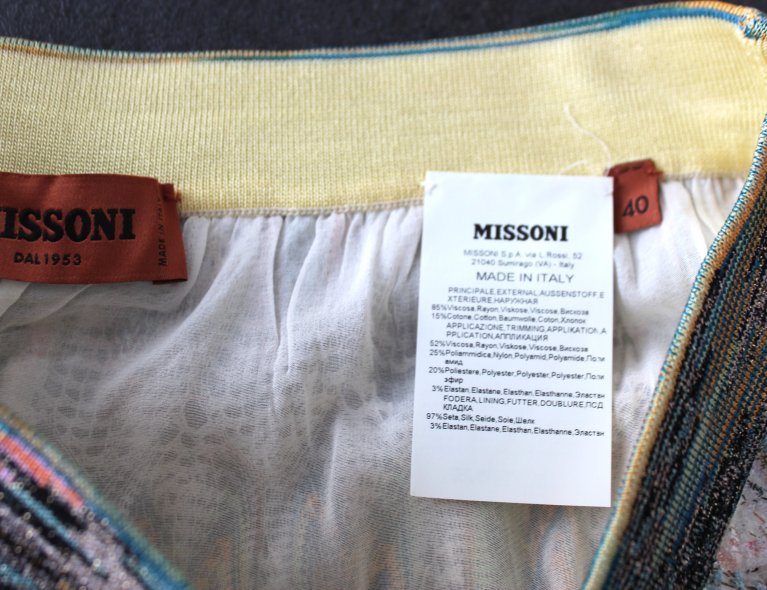 MISSONI
DAL 1953
MADE IN ITALY
40
MISSONI
MISSONI S.p.A. via L.Rossi, 52
21040 Sumirago (VA) - Italy
MADE IN ITALY
PRINCIPALE,EXTERNAL,AUSSENSTOFF,E
XTERIEURE,НАРУЖНАЯ
85%Viscosa,Rayon,Viskose,Viscose,Вискоза
15%Cotone,Cotton,Baumwolle,Coton,Хлопок
APPLICAZIONE,TRIMMING,APPLIKATION,A
PPLICATION,АППЛИКАЦИЯ
52%Viscosa,Rayon,Viskose,Viscose,Вискоза
25%Poliammidica,Nylon,Polyamid,Polyamide,Поли
амид
20%Poliestere,Polyester,Polyester,Polyester,Поли
эфир
3%Elastan,Elastane,Elasthan,Elasthanne,Эластан
FODERA,LINING,FUTTER,DOUBLURE,ПОД
КЛАДКА
97%Seta,Silk,Seide,Soie,Шелк
3%Elastan,Elastane,Elasthan,Elasthanne,Эластан